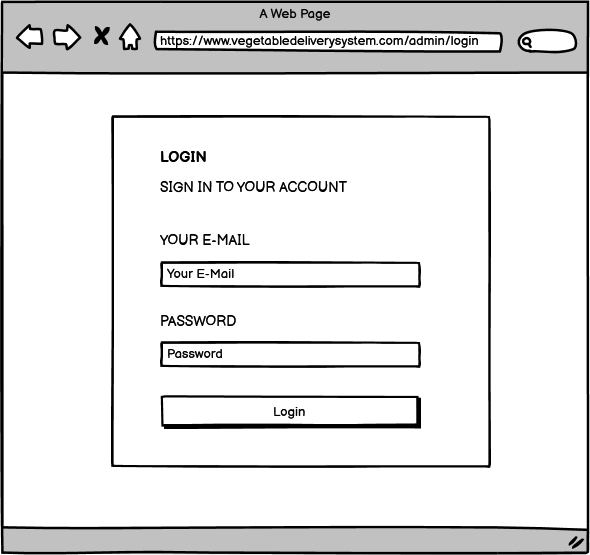 A Web Page
https://www.vegetabledeliverysystem.com/admin/login
LOGIN
SIGN IN TO YOUR ACCOUNT
YOUR E-MAIL
Your E-Mail
PASSWORD
Password
Login